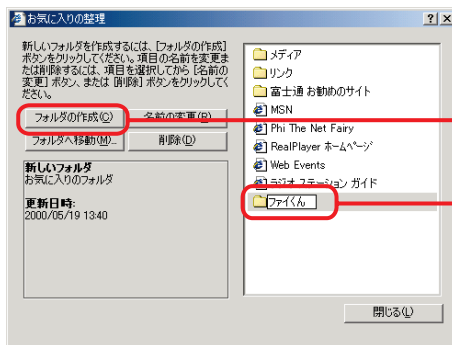 お気に入りの整理
新しいフォルダを作成するには、[フォルダの作成]
ボタンをクリックしてください。項目の名前を変更ま
たは削除するには、項目を選択してから [名前の
変更] ボタン、または [削除] ボタンをクリックしてく
ださい。
フォルダの作成(C)
名前の変更(R)
フォルダへ移動(M)...
削除(D)
新しいフォルダ
お気に入りのフォルダ
更新日時:
2000/05/19 13:40
メディア
リンク
富士通 お勧めのサイト
MSN
Phi The Net Fairy
RealPlayer ホームページ
Web Events
ラジオ ステーション ガイド
ファイくん
閉じる(L)